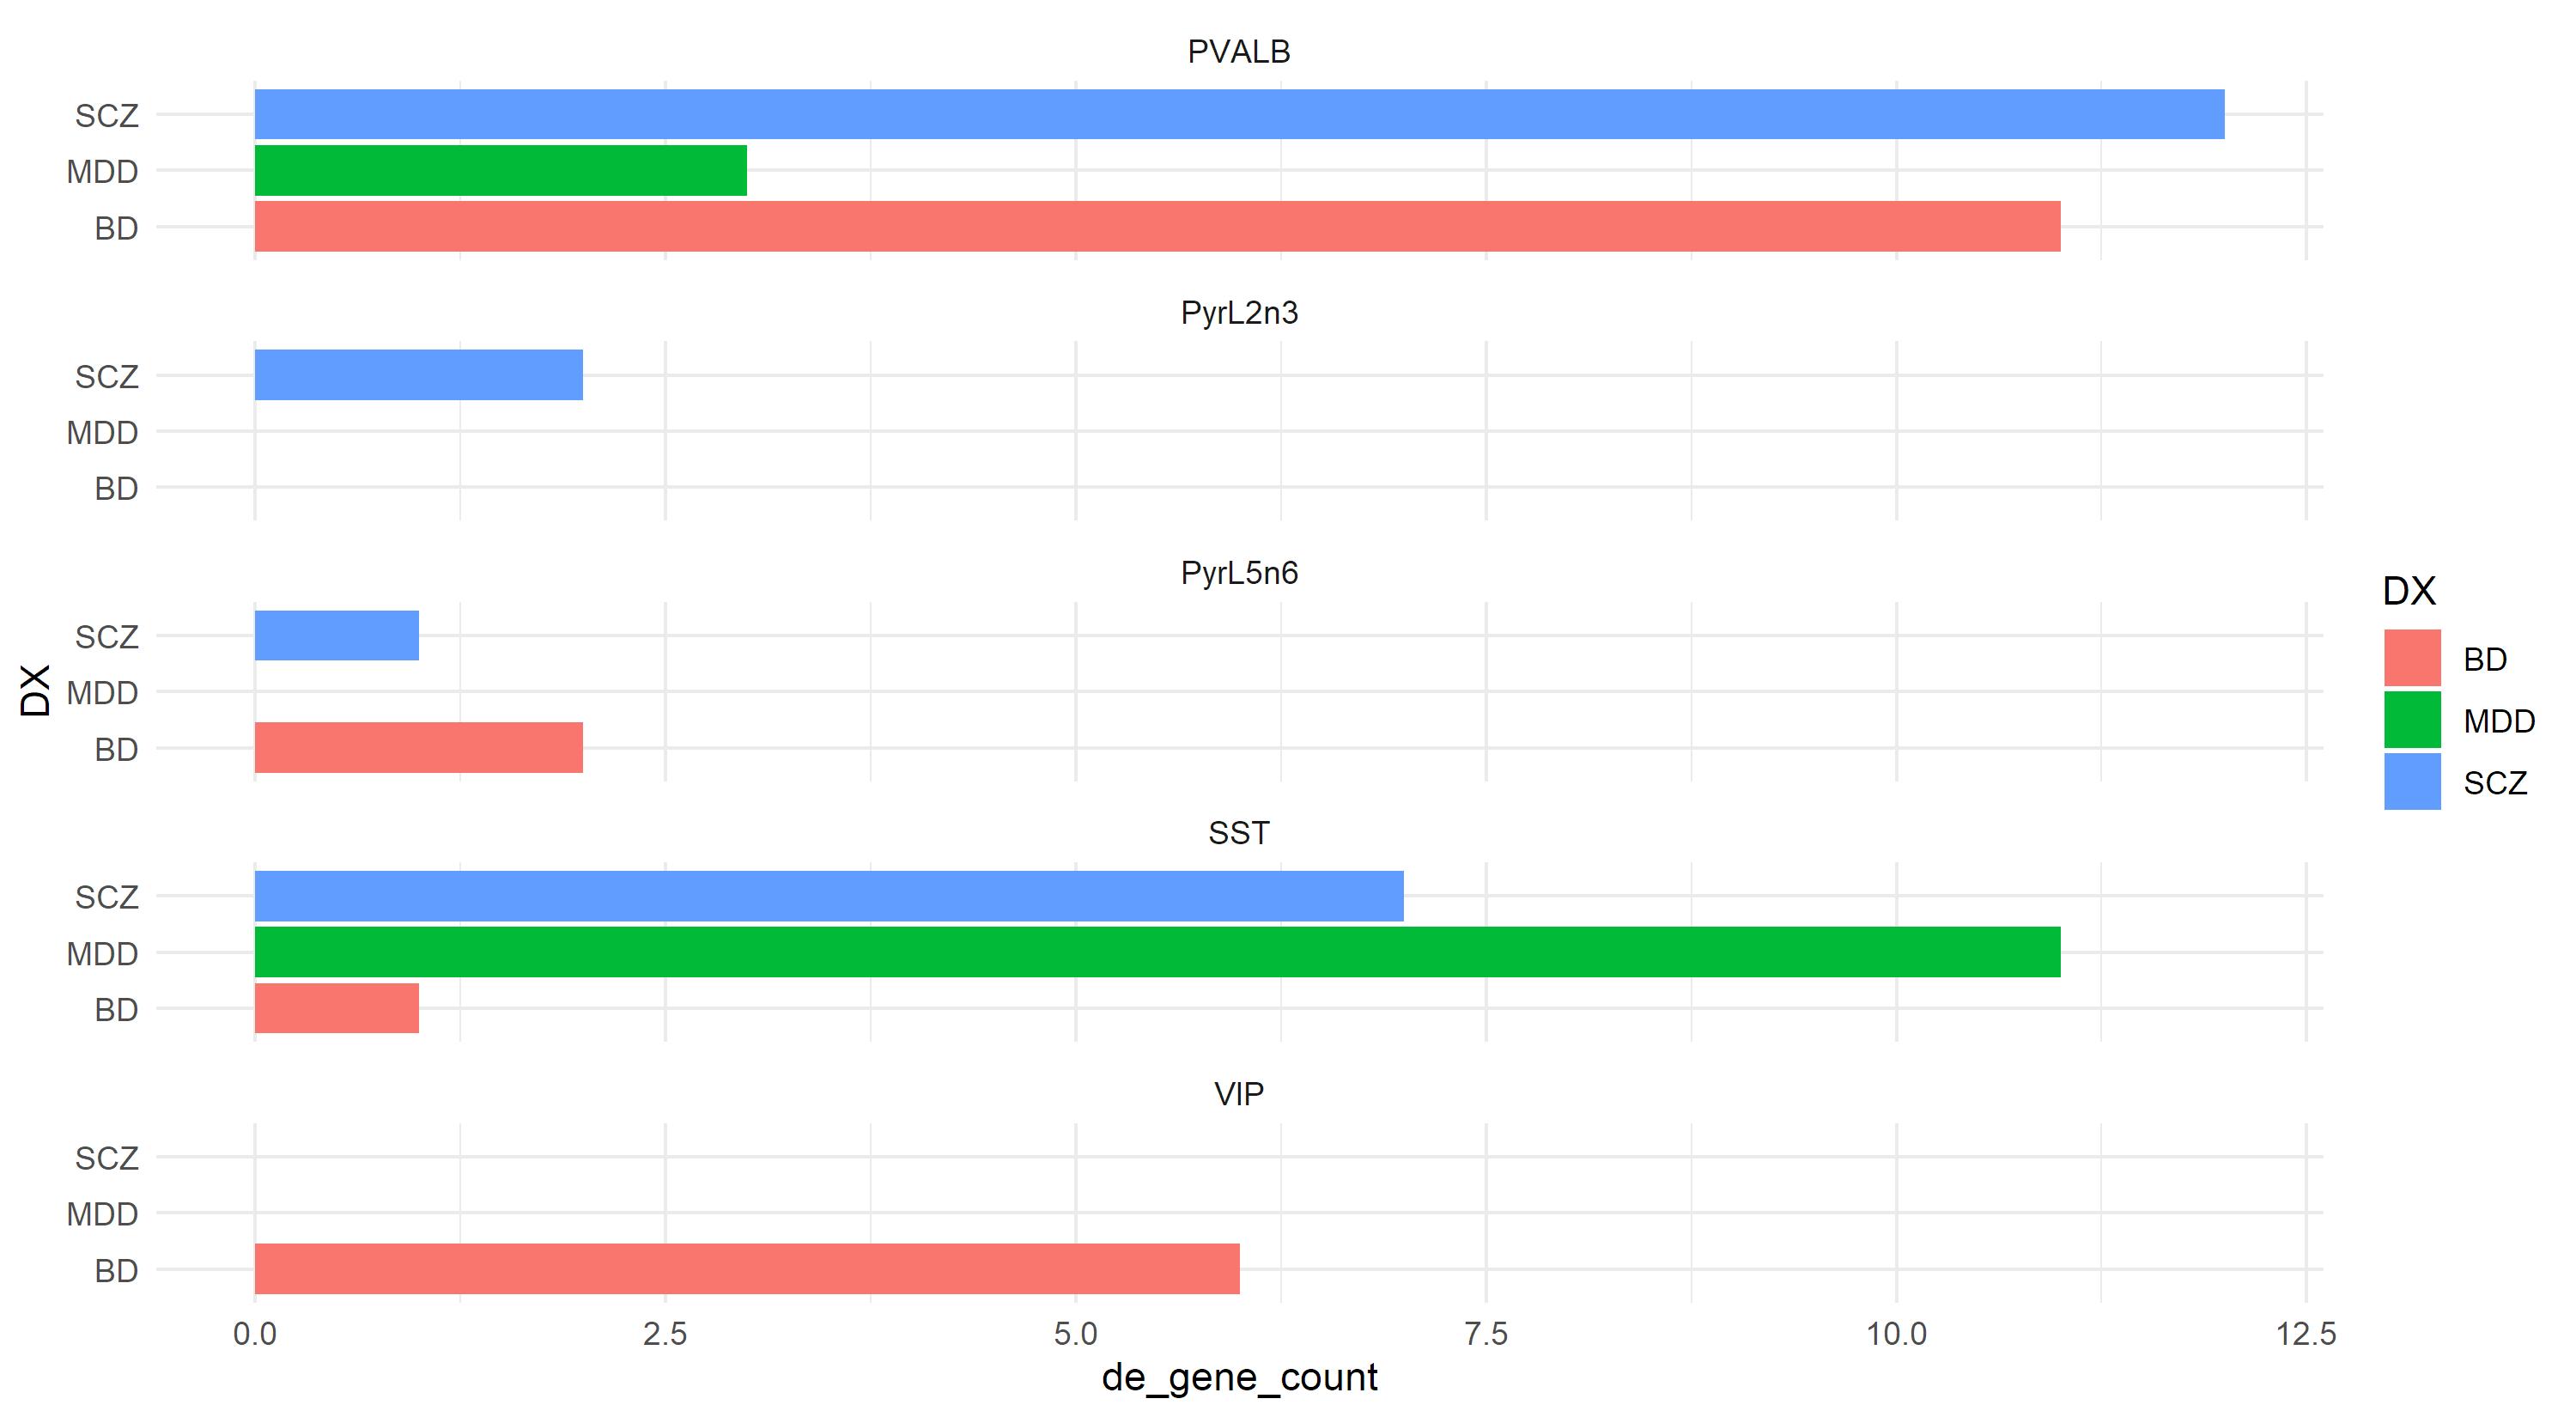 PVALB
SCZ
MDD
BD
PyrL2n3
SCZ
MDD
BD
PyrL5n6
SCZ
MDD
BD
SST
SCZ
MDD
BD
VIP
SCZ
MDD
BD
0.0 2.5 5.0 7.5 10.0 12.5
de_gene_count
DX
DX
BD
MDD
SCZ